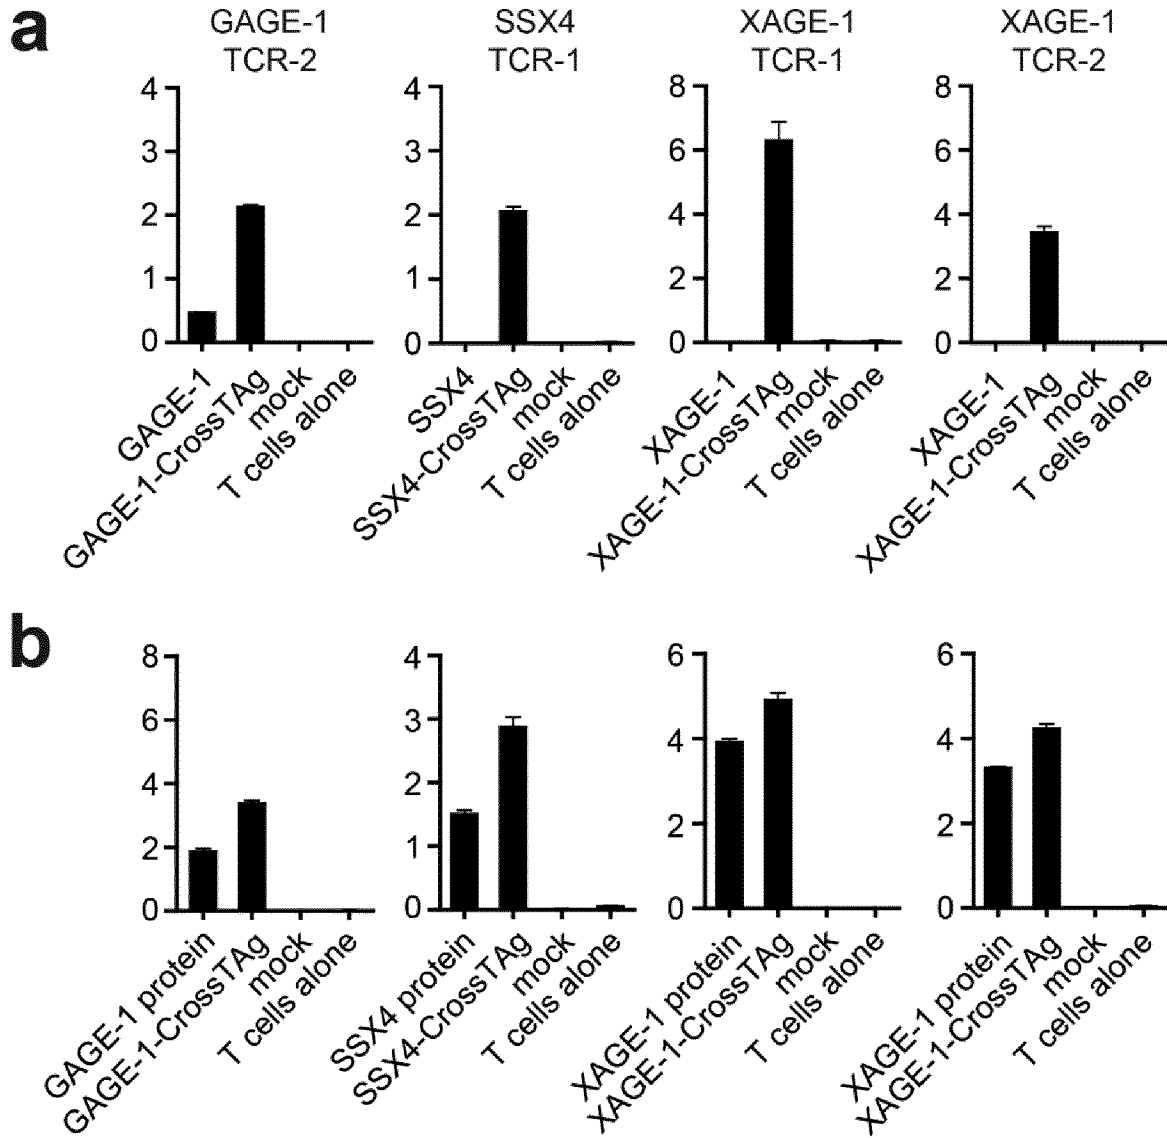 a
GAGE-1
TCR-2
SSX4
TCR-1
XAGE-1
TCR-1
XAGE-1
TCR-2
4
3
2
1
0
GAGE-1
GAGE-1-CrossTAg
mock
T cells alone
4
3
2
1
0
SSX4
SSX4-CrossTAg
mock
T cells alone
8
6
4
2
0
XAGE-1
XAGE-1-CrossTAg
mock
T cells alone
8
6
4
2
0
XAGE-1
XAGE-1-CrossTAg
mock
T cells alone
b
8
6
4
2
0
GAGE-1 protein
GAGE-1-CrossTAg
mock
T cells alone
4
3
2
1
0
SSX4 protein
SSX4-CrossTAg
mock
T cells alone
6
4
2
0
XAGE-1 protein
XAGE-1-CrossTAg
mock
T cells alone
6
4
2
0
XAGE-1 protein
XAGE-1-CrossTAg
mock
T cells alone